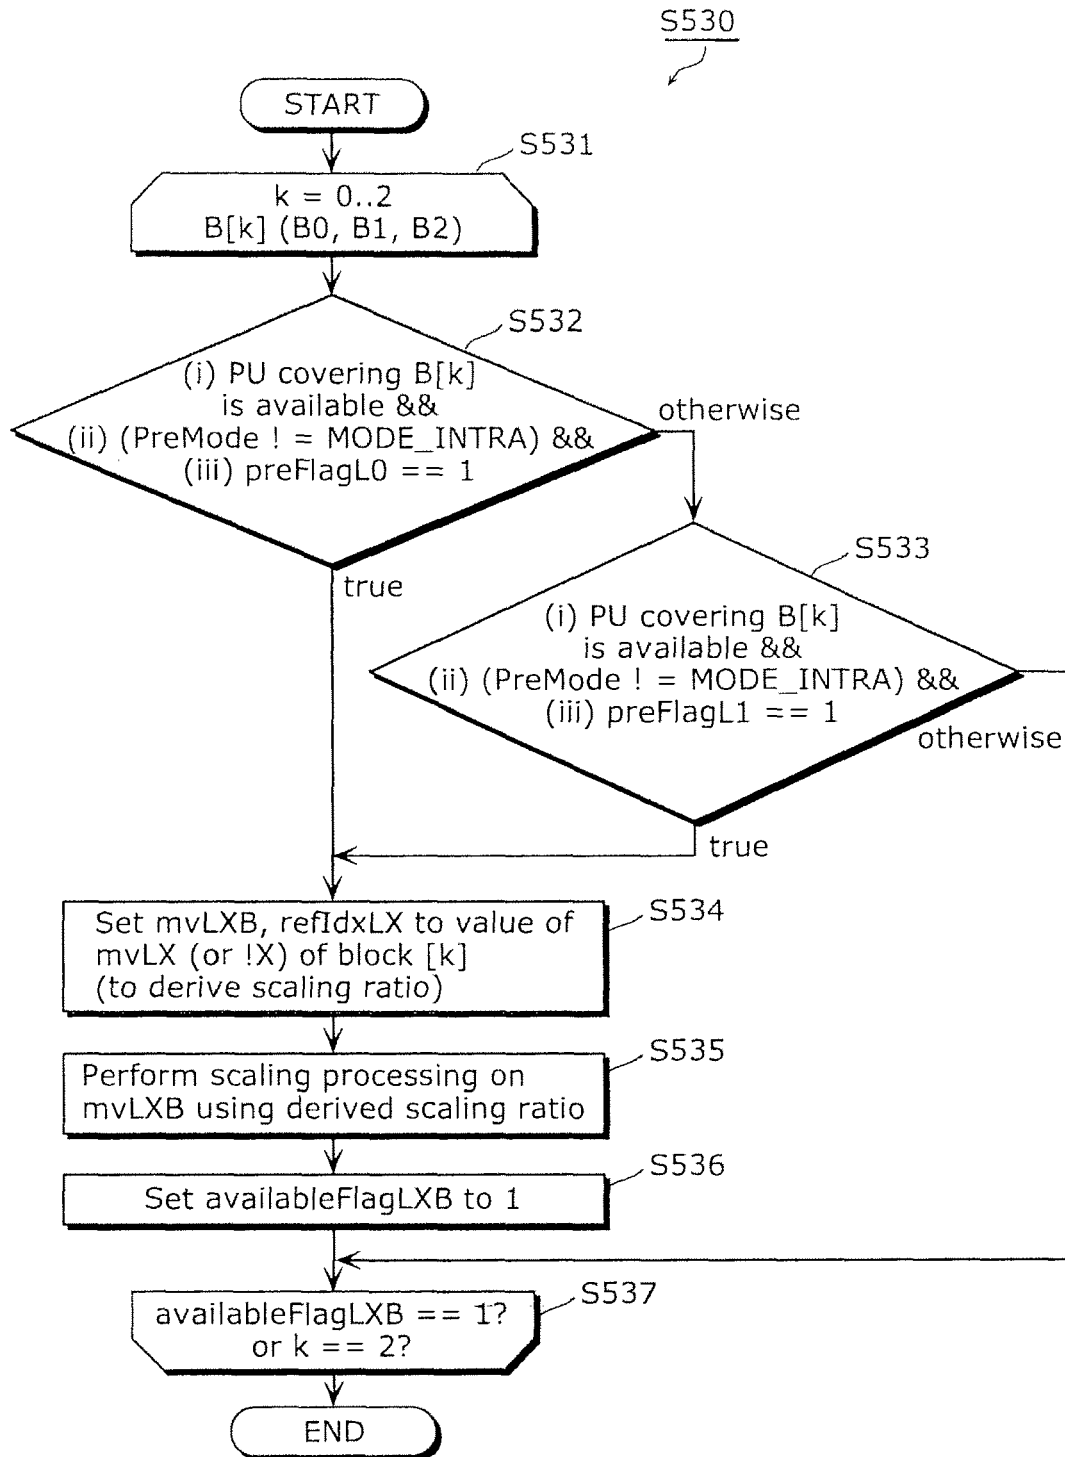 S530
START
S531
k = 0..2
B[k] (B0, B1, B2)
S532
(i) PU covering B[k]
is available &&
(ii) (PreMode ! = MODE_INTRA) &&
(iii) preFlagL0 == 1
otherwise
true
S533
(i) PU covering B[k]
is available &&
(ii) (PreMode ! = MODE_INTRA) &&
(iii) preFlagL1 == 1
otherwise
true
S534
Set mvLXB, refIdxLX to value of
mvLX (or !X) of block [k]
(to derive scaling ratio)
S535
Perform scaling processing on
mvLXB using derived scaling ratio
S536
Set availableFlagLXB to 1
S537
availableFlagLXB == 1?
or k == 2?
END